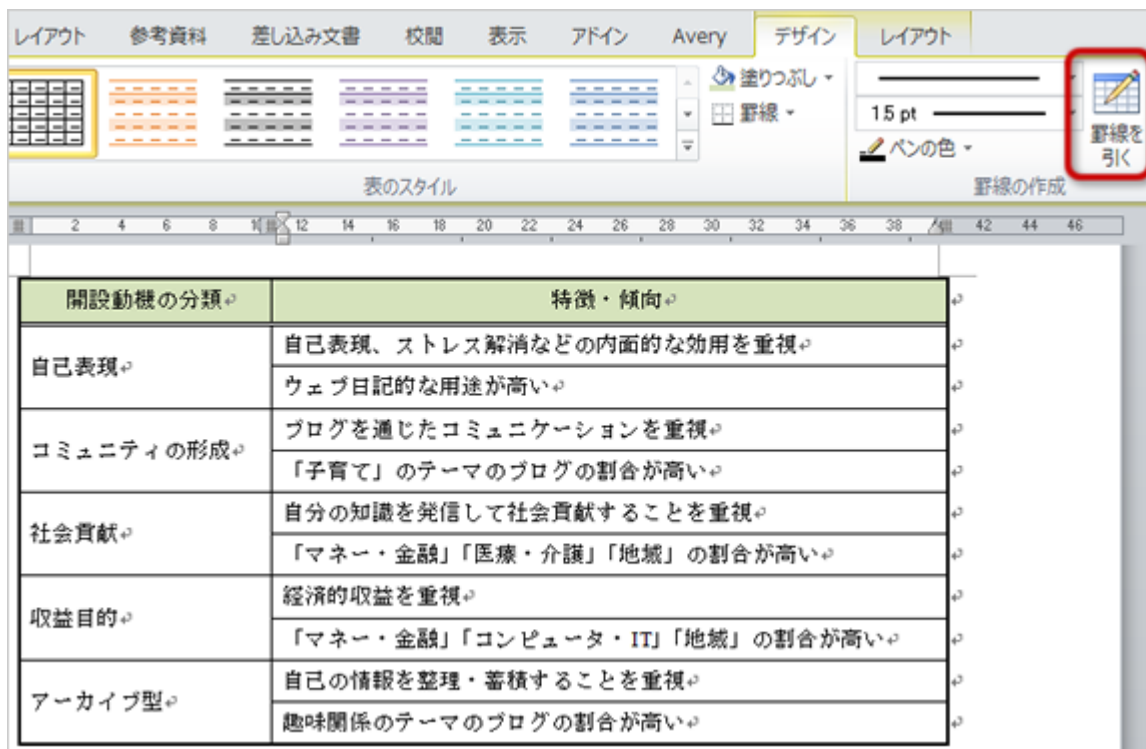 レイアウト 参考資料 差し込み文書 校閲 表示 アドイン Avery デザイン レイアウト
塗りつぶし
罫線
1.5 pt
ペンの色
罫線を
引く
表のスタイル 罫線の作成
2 4 6 8 10 12 14 16 18 20 22 24 26 28 30 32 34 36 38 42 44 46
開設動機の分類 特徴・傾向
自己表現
自己表現、ストレス解消などの内面的な効用を重視
ウェブ日記的な用途が高い
コミュニティの形成
ブログを通じたコミュニケーションを重視
「子育て」のテーマのブログの割合が高い
社会貢献
自分の知識を発信して社会貢献することを重視
「マネー・金融」「医療・介護」「地域」の割合が高い
収益目的
経済的収益を重視
「マネー・金融」「コンピュータ・IT」「地域」の割合が高い
アーカイブ型
自己の情報を整理・蓄積することを重視
趣味関係のテーマのブログの割合が高い